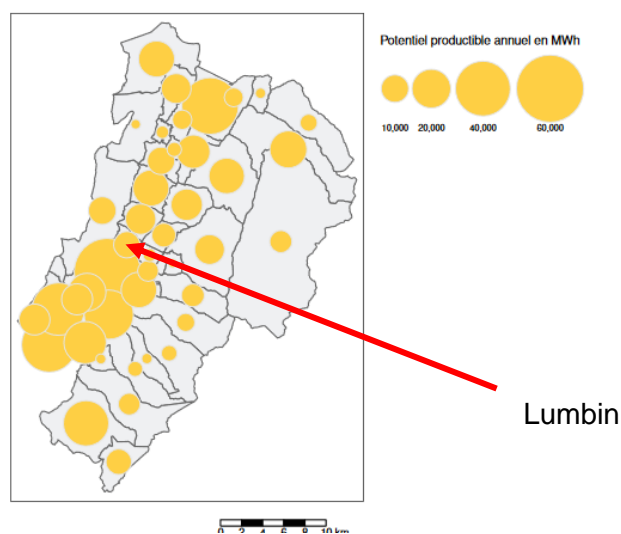 Potentiel productible annuel en MWh
10,000 20,000 40,000 60,000
Lumbin
0 2 4 6 8 10 km